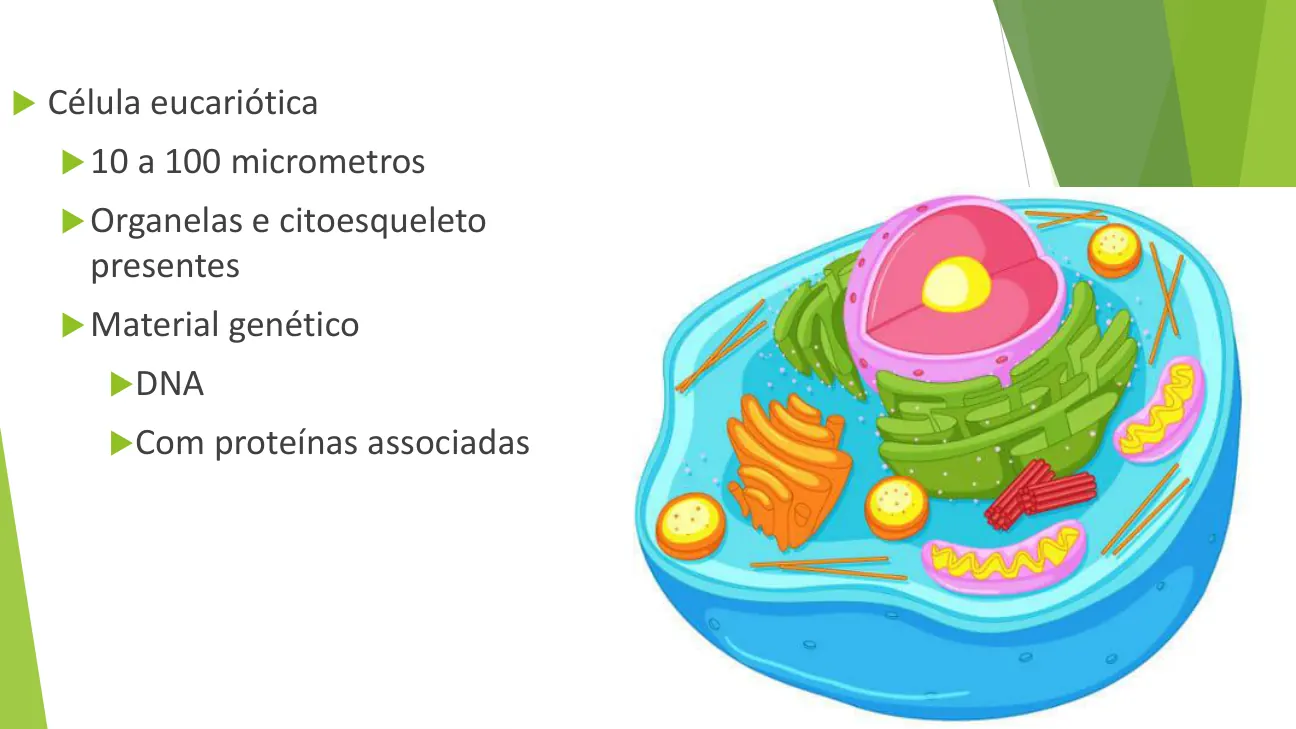 Célula eucariótica
10 a 100 micrometros
Organelas e citoesqueleto
presentes
Material genético
DNA
Com proteínas associadas